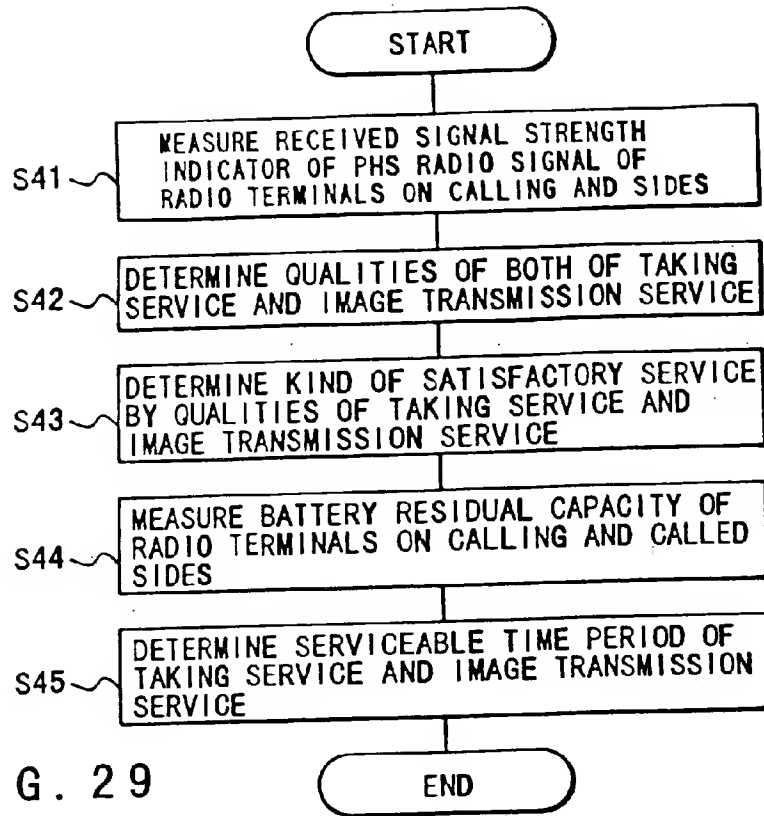 START
S41
MEASURE RECEIVED SIGNAL STRENGTH
INDICATOR OF PHS RADIO SIGNAL OF
RADIO TERMINALS ON CALLING AND SIDES
S42
DETERMINE QUALITIES OF BOTH OF TAKING
SERVICE AND IMAGE TRANSMISSION SERVICE
S43
DETERMINE KIND OF SATISFACTORY SERVICE
BY QUALITIES OF TAKING SERVICE AND
IMAGE TRANSMISSION SERVICE
S44
MEASURE BATTERY RESIDUAL CAPACITY OF
RADIO TERMINALS ON CALLING AND CALLED
SIDES
S45
DETERMINE SERVICEABLE TIME PERIOD OF
TAKING SERVICE AND IMAGE TRANSMISSION
SERVICE
END
G. 29